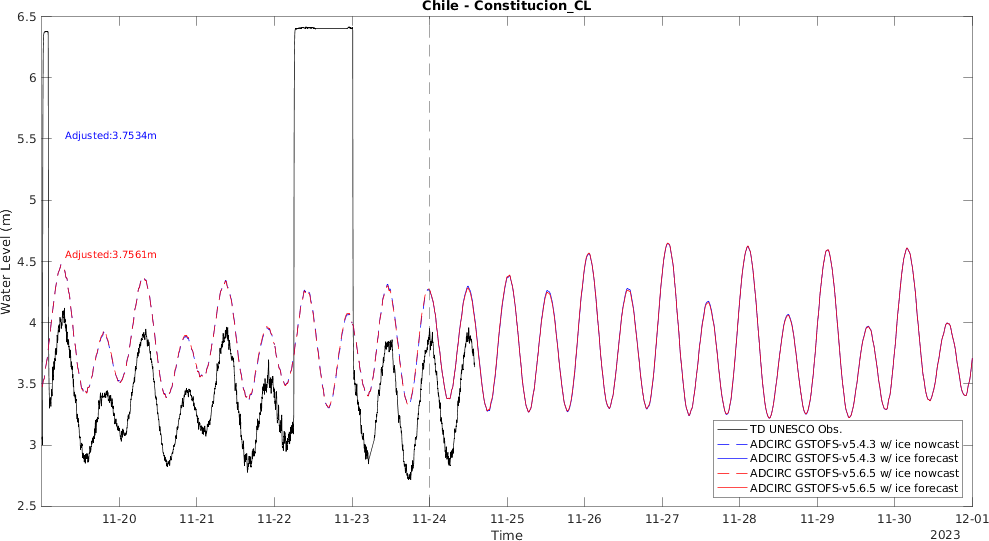 Chile - Constitucion_CL
Water Level (m)
6.5
6
5.5
5
4.5
4
3.5
3
2.5
Adjusted:3.7534m
Adjusted:3.7561m
TD UNESCO Obs.
ADCIRC GSTOFS-v5.4.3 w/ ice nowcast
ADCIRC GSTOFS-v5.4.3 w/ ice forecast
ADCIRC GSTOFS-v5.6.5 w/ ice nowcast
ADCIRC GSTOFS-v5.6.5 w/ ice forecast
11-20 11-21 11-22 11-23 11-24 11-25 11-26 11-27 11-28 11-29 11-30 12-01
Time
2023